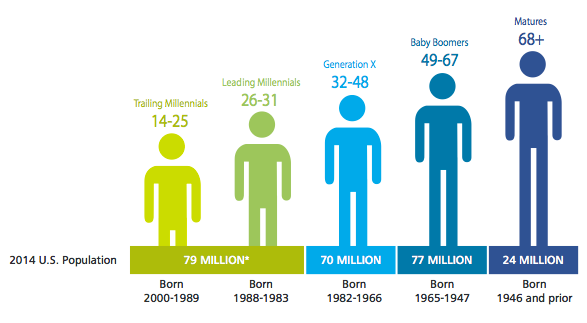 Trailing Millennials
14-25
Leading Millennials
26-31
Generation X
32-48
Baby Boomers
49-67
Matures
68+
2014 U.S. Population
79 MILLION*
70 MILLION
77 MILLION
24 MILLION
Born
2000-1989
Born
1988-1983
Born
1982-1966
Born
1965-1947
Born
1946 and prior